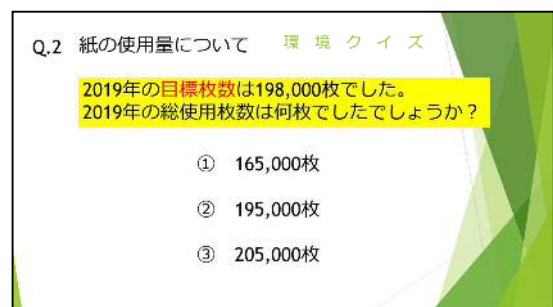 Q.2 紙の使用量について 環 境 ク イ ズ
2019年の目標枚数は198,000枚でした。
2019年の総使用枚数は何枚でしたでしょうか？
① 165,000枚
② 195,000枚
③ 205,000枚